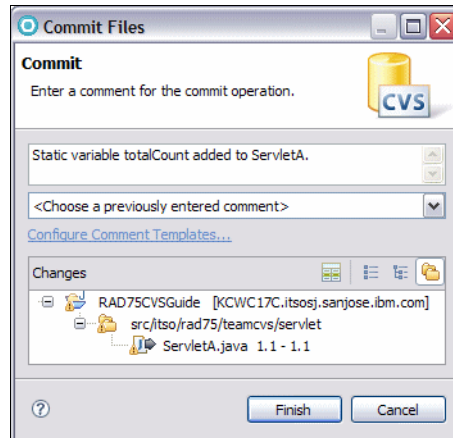 Commit Files
Commit
Enter a comment for the commit operation.
CVS
Static variable totalCount added to ServletA.
<Choose a previously entered comment>
Configure Comment Templates...
Changes
RAD75CVSGuide [KCWC17C.itsosj.sanjose.ibm.com]
src/itso/rad75/teamcvs/servlet
ServletA.java 1.1 - 1.1
Finish Cancel